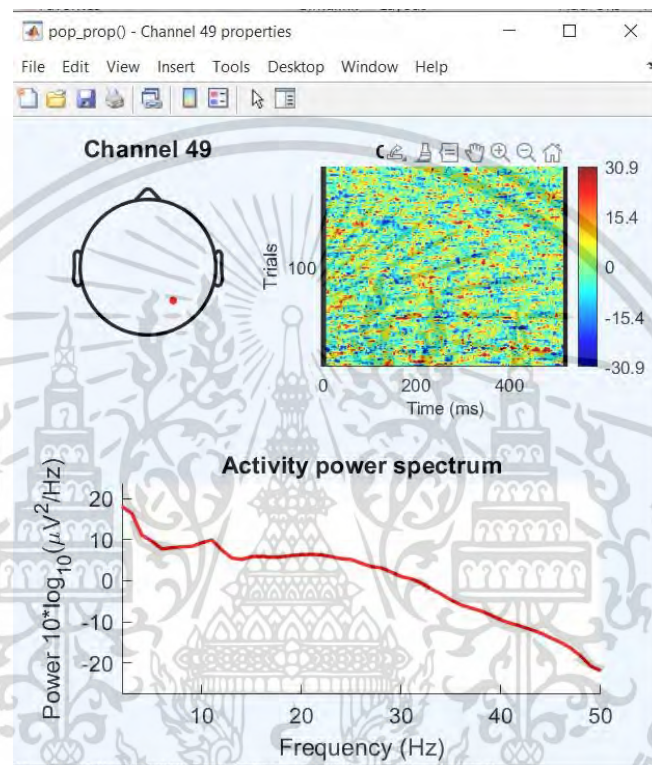 pop_prop() - Channel 49 properties
File Edit View Insert Tools Desktop Window Help
Channel 49
C
30.9
15.4
0
-15.4
-30.9
Trials
100
0 200 400
Time (ms)
Activity power spectrum
Power 10*log₁₀(μV²/Hz)
20
10
0
-10
-20
10 20 30 40 50
Frequency (Hz)